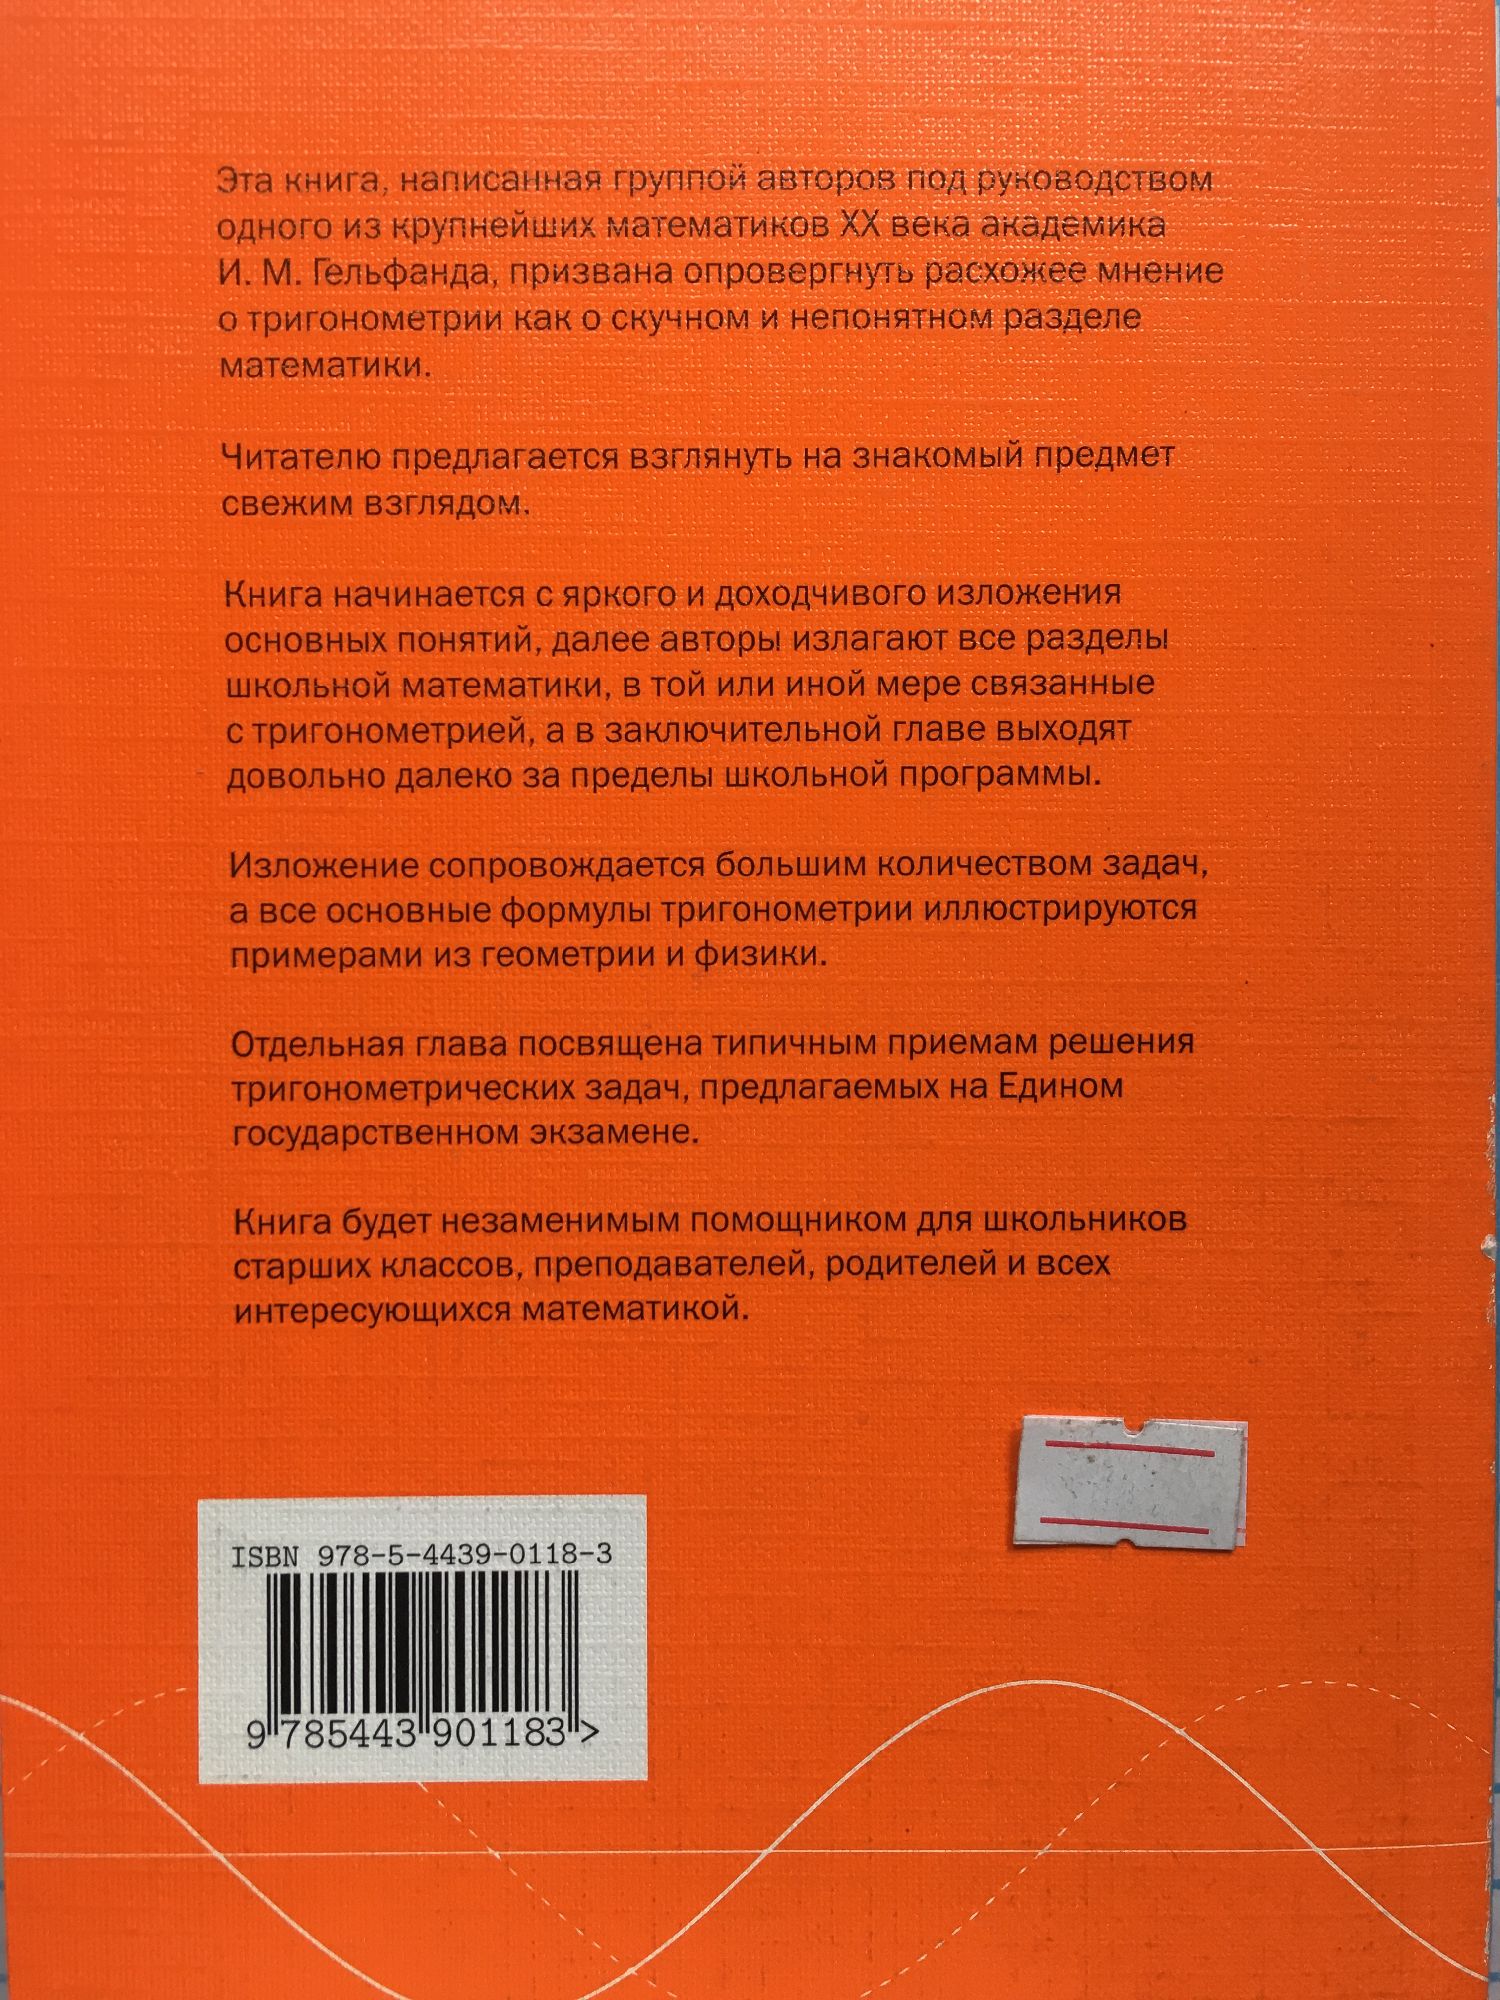 Эта книга, написанная группой авторов под руководством
одного из крупнейших математиков XX века академика
И. М. Гельфанда, призвана опровергнуть расхожее мнение
о тригонометрии как о скучном и непонятном разделе
математики.
Читателю предлагается взглянуть на знакомый предмет
свежим взглядом.
Книга начинается с яркого и доходчивого изложения
основных понятий, далее авторы излагают все разделы
школьной математики, в той или иной мере связанные
с тригонометрией, а в заключительной главе выходят
довольно далеко за пределы школьной программы.
Изложение сопровождается большим количеством задач,
а все основные формулы тригонометрии иллюстрируются
примерами из геометрии и физики.
Отдельная глава посвящена типичным приемам решения
тригонометрических задач, предлагаемых на Едином
государственном экзамене.
Книга будет незаменимым помощником для школьников
старших классов, преподавателей, родителей и всех
интересующихся математикой.
ISBN 978-5-4439-0118-3
9 785443 901183 >